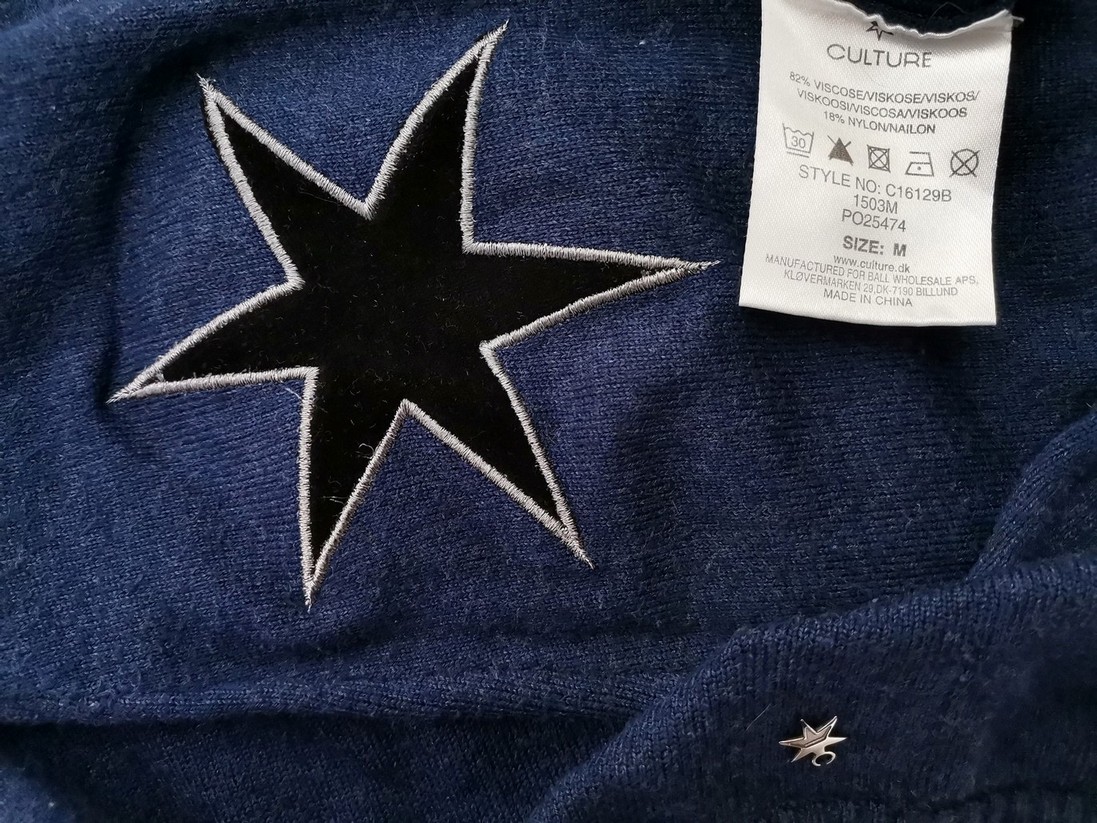 CULTURE
82% VISCOSE/VISKOSE/VISKOS/
VISKOOSI/VISCOSA/VISKOOS
18% NYLON/NAILON
30
STYLE NO: C16129B
1503M
PO25474
SIZE: M
www.culture.dk
MANUFACTURED FOR BALL WHOLESALE APS,
KLØVERMARKEN 29,DK-7190 BILLUND
MADE IN CHINA